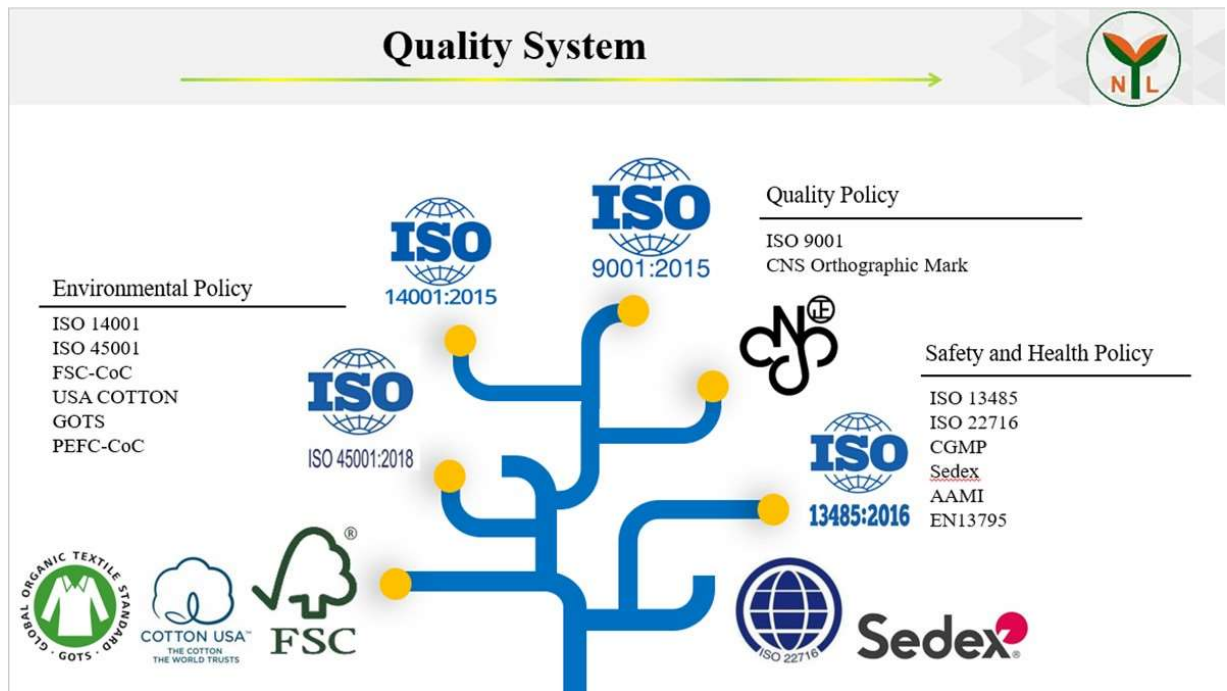 Quality System
N L
Environmental Policy
ISO 14001
ISO 45001
FSC-CoC
USA COTTON
GOTS
PEFC-CoC
ISO
14001:2015
ISO
9001:2015
Quality Policy
ISO 9001
CNS Orthographic Mark
CNS 正
ISO
ISO 45001:2018
Safety and Health Policy
ISO 13485
ISO 22716
CGMP
Sedex
AAMI
EN13795
ISO
13485:2016
GLOBAL ORGANIC TEXTILE STANDARD · GOTS ·
COTTON USA™
THE COTTON
THE WORLD TRUSTS
®
FSC
ISO 22716
Sedex®